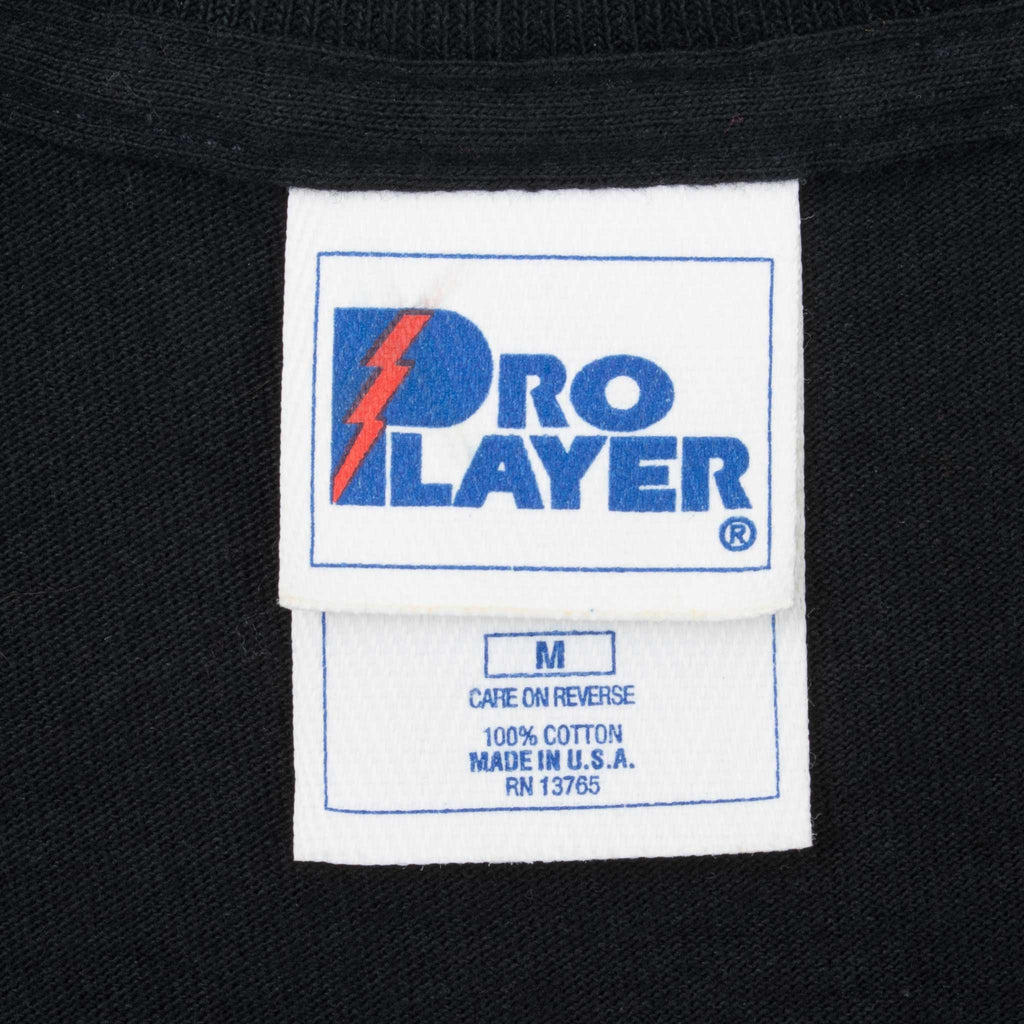 PRO
PLAYER
®
M
CARE ON REVERSE
100% COTTON
MADE IN U.S.A.
RN 13765